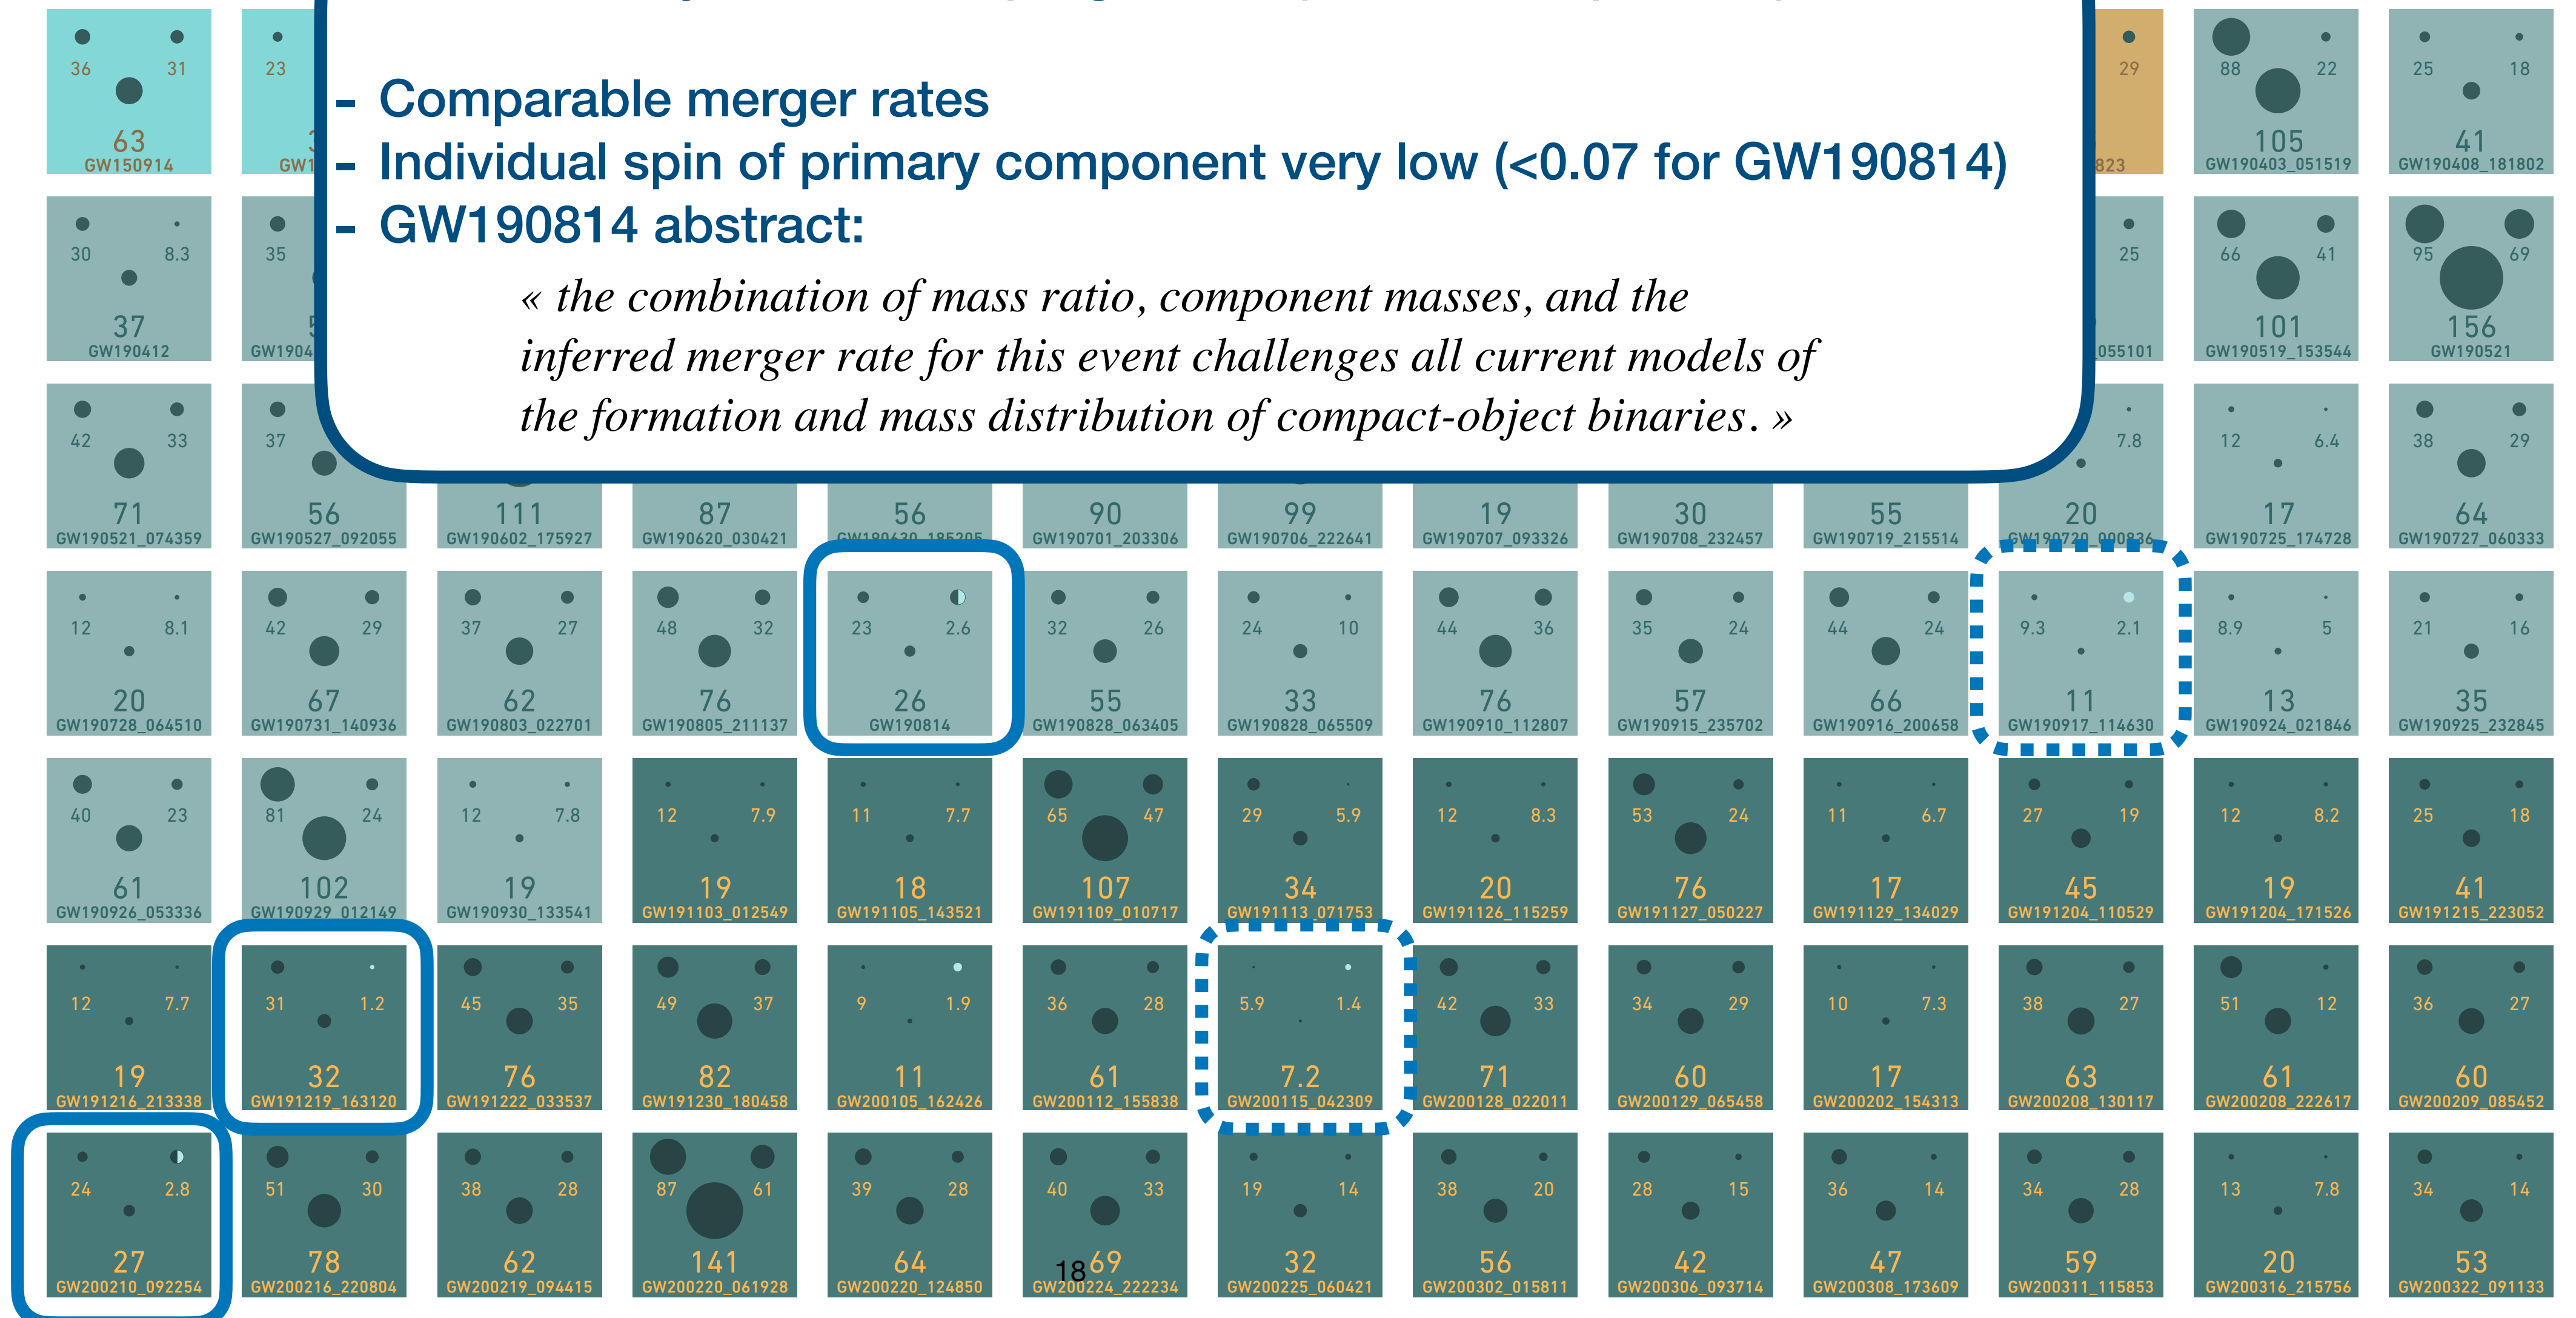 - Comparable merger rates
- Individual spin of primary component very low (<0.07 for GW190814)
- GW190814 abstract:
« the combination of mass ratio, component masses, and the
inferred merger rate for this event challenges all current models of
the formation and mass distribution of compact-object binaries. »
36 31 23 29 88 22 25 18
63 105 41
GW150914 GW1 823 GW190403_051519 GW190408_181802
30 8.3 35 25 66 41 95 69
37 101 156
GW190412 GW1904 055101 GW190519_153544 GW190521
42 33 37 7.8 12 6.4 38 29
71 56 111 87 56 90 99 19 30 55 20 17 64
GW190521_074359 GW190527_092055 GW190602_175927 GW190620_030421 GW190630_185205 GW190701_203306 GW190706_222641 GW190707_093326 GW190708_232457 GW190719_215514 GW190720_000836 GW190725_174728 GW190727_060333
12 8.1 42 29 37 27 48 32 23 2.6 32 26 24 10 44 36 35 24 44 24 9.3 2.1 8.9 5 21 16
20 67 62 76 26 55 33 76 57 66 11 13 35
GW190728_064510 GW190731_140936 GW190803_022701 GW190805_211137 GW190814 GW190828_063405 GW190828_065509 GW190910_112807 GW190915_235702 GW190916_200658 GW190917_114630 GW190924_021846 GW190925_232845
40 23 81 24 12 7.8 12 7.9 11 7.7 65 47 29 5.9 12 8.3 53 24 11 6.7 27 19 12 8.2 25 18
61 102 19 19 18 107 34 20 76 17 45 19 41
GW190926_053336 GW190929_012149 GW190930_133541 GW191103_012549 GW191105_143521 GW191109_010717 GW191113_071753 GW191126_115259 GW191127_050227 GW191129_134029 GW191204_110529 GW191204_171526 GW191215_223052
12 7.7 31 1.2 45 35 49 37 9 1.9 36 28 5.9 1.4 42 33 34 29 10 7.3 38 27 51 12 36 27
19 32 76 82 11 61 7.2 71 60 17 63 61 60
GW191216_213338 GW191219_163120 GW191222_033537 GW191230_180458 GW200105_162426 GW200112_155838 GW200115_042309 GW200128_022011 GW200129_065458 GW200202_154313 GW200208_130117 GW200208_222617 GW200209_085452
24 2.8 51 30 38 28 87 61 39 28 40 33 19 14 38 20 28 15 36 14 34 28 13 7.8 34 14
27 78 62 141 64 69 32 56 42 47 59 20 53
GW200210_092254 GW200216_220804 GW200219_094415 GW200220_061928 GW200220_124850 GW200224_222234 GW200225_060421 GW200302_015811 GW200306_093714 GW200308_173609 GW200311_115853 GW200316_215756 GW200322_091133
18